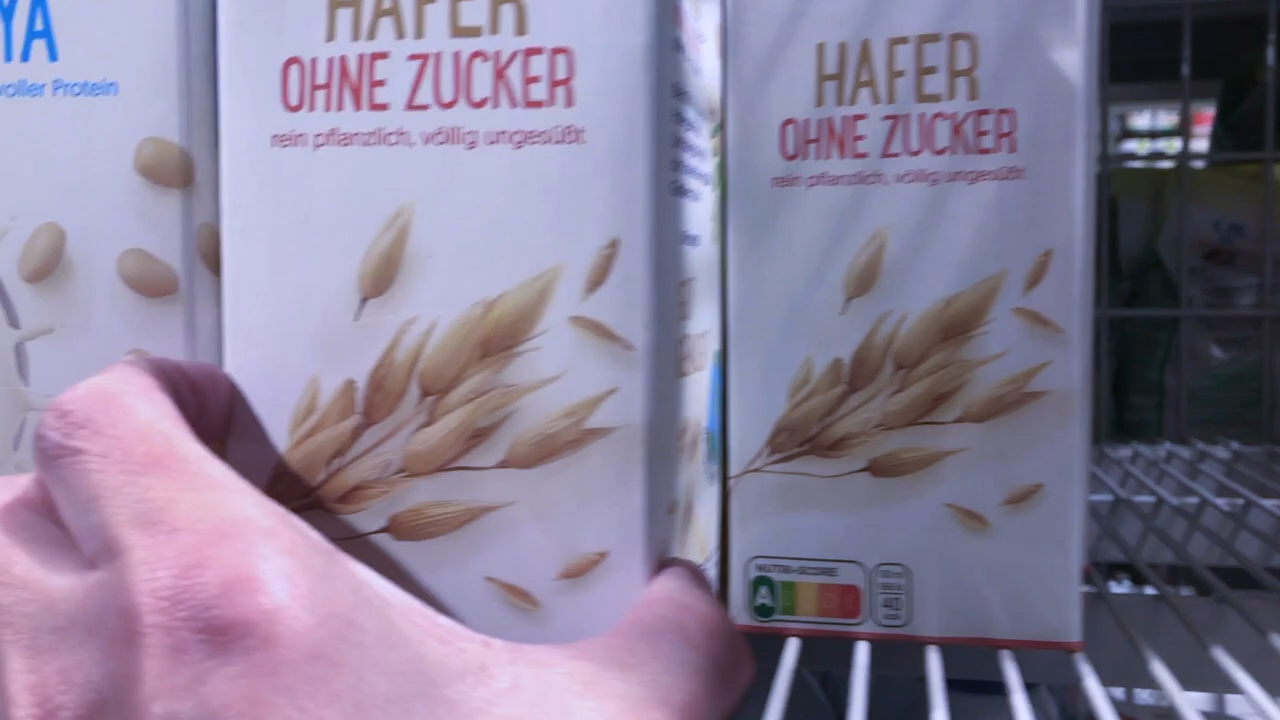 YA
voller Protein
HAFER
OHNE ZUCKER
rein pflanzlich, völlig ungesüßt
HAFER
OHNE ZUCKER
rein pflanzlich, völlig ungesüßt
NUTRI-SCORE
A
40